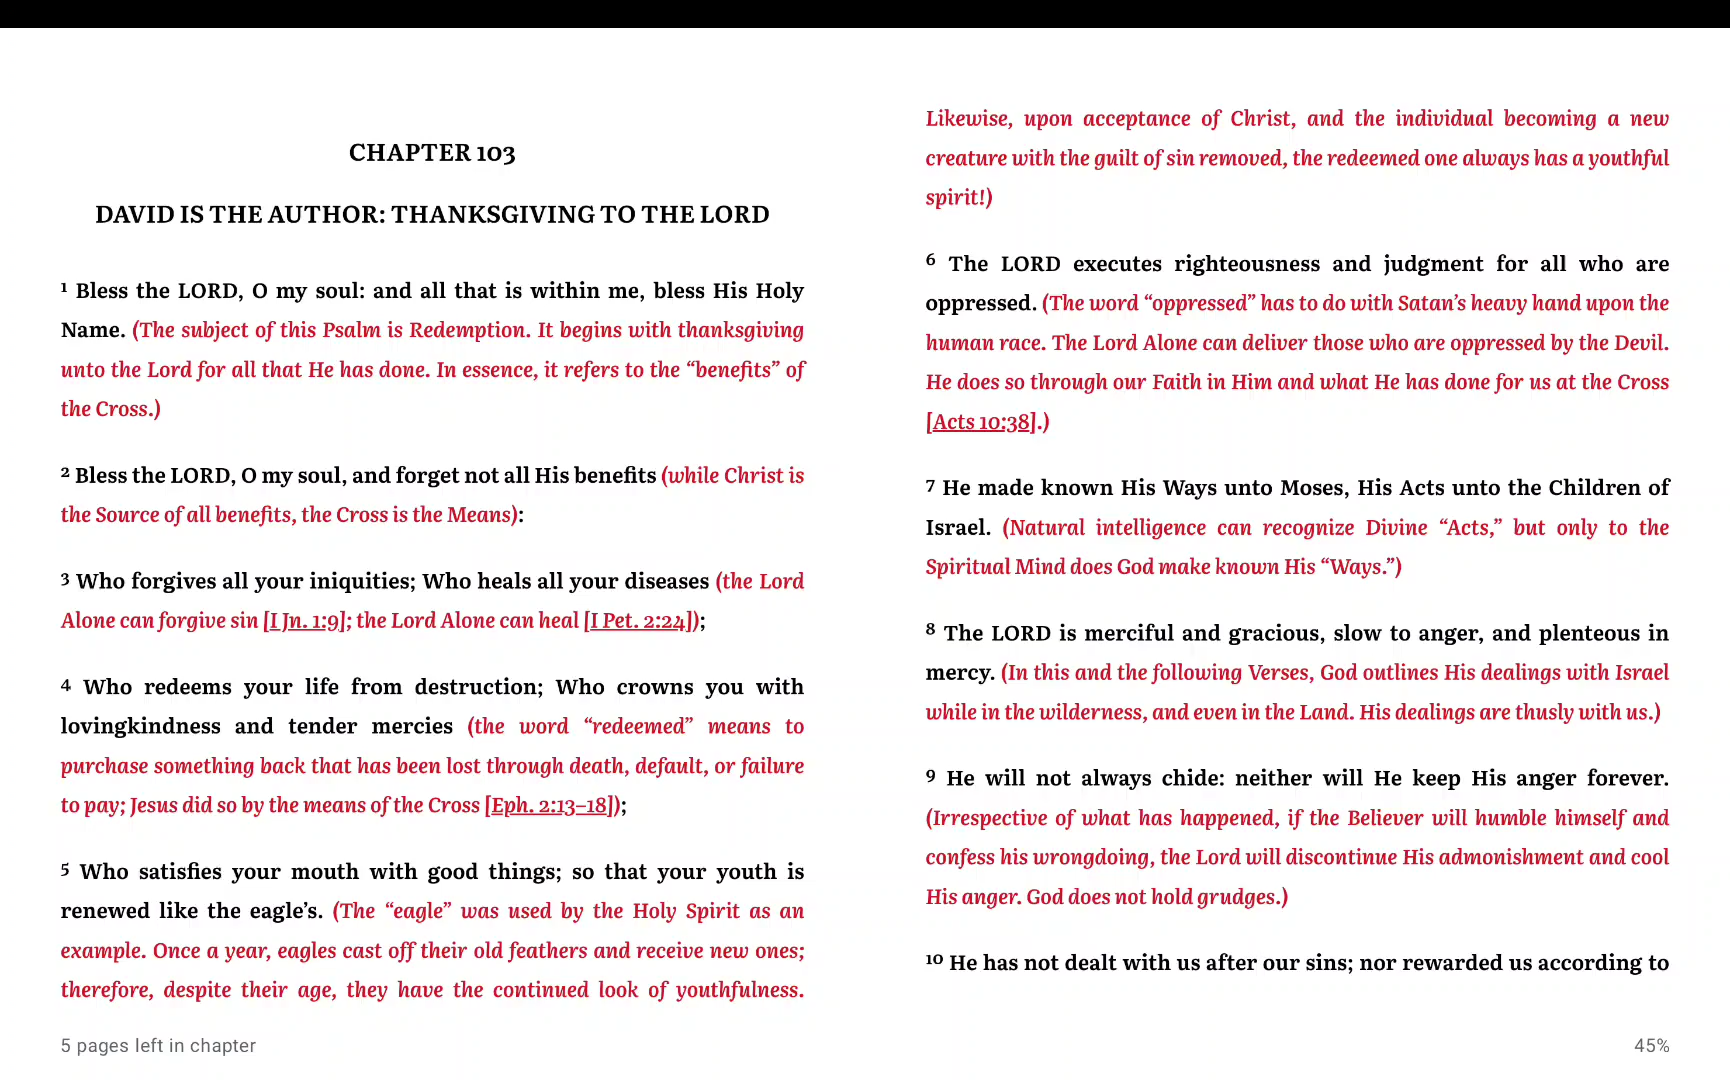 CHAPTER 103
DAVID IS THE AUTHOR: THANKSGIVING TO THE LORD
1 Bless the LORD, O my soul: and all that is within me, bless His Holy
Name. (The subject of this Psalm is Redemption. It begins with thanksgiving
unto the Lord for all that He has done. In essence, it refers to the “benefits” of
the Cross.)
2 Bless the LORD, O my soul, and forget not all His benefits (while Christ is
the Source of all benefits, the Cross is the Means):
3 Who forgives all your iniquities; Who heals all your diseases (the Lord
Alone can forgive sin [I Jn. 1:9]; the Lord Alone can heal [I Pet. 2:24]);
4 Who redeems your life from destruction; Who crowns you with
lovingkindness and tender mercies (the word “redeemed” means to
purchase something back that has been lost through death, default, or failure
to pay; Jesus did so by the means of the Cross [Eph. 2:13–18]);
5 Who satisfies your mouth with good things; so that your youth is
renewed like the eagle’s. (The “eagle” was used by the Holy Spirit as an
example. Once a year, eagles cast off their old feathers and receive new ones;
therefore, despite their age, they have the continued look of youthfulness.
Likewise, upon acceptance of Christ, and the individual becoming a new
creature with the guilt of sin removed, the redeemed one always has a youthful
spirit!)
6 The LORD executes righteousness and judgment for all who are
oppressed. (The word “oppressed” has to do with Satan’s heavy hand upon the
human race. The Lord Alone can deliver those who are oppressed by the Devil.
He does so through our Faith in Him and what He has done for us at the Cross
[Acts 10:38].)
7 He made known His Ways unto Moses, His Acts unto the Children of
Israel. (Natural intelligence can recognize Divine “Acts,” but only to the
Spiritual Mind does God make known His “Ways.”)
8 The LORD is merciful and gracious, slow to anger, and plenteous in
mercy. (In this and the following Verses, God outlines His dealings with Israel
while in the wilderness, and even in the Land. His dealings are thusly with us.)
9 He will not always chide: neither will He keep His anger forever.
(Irrespective of what has happened, if the Believer will humble himself and
confess his wrongdoing, the Lord will discontinue His admonishment and cool
His anger. God does not hold grudges.)
10 He has not dealt with us after our sins; nor rewarded us according to
5 pages left in chapter
45%